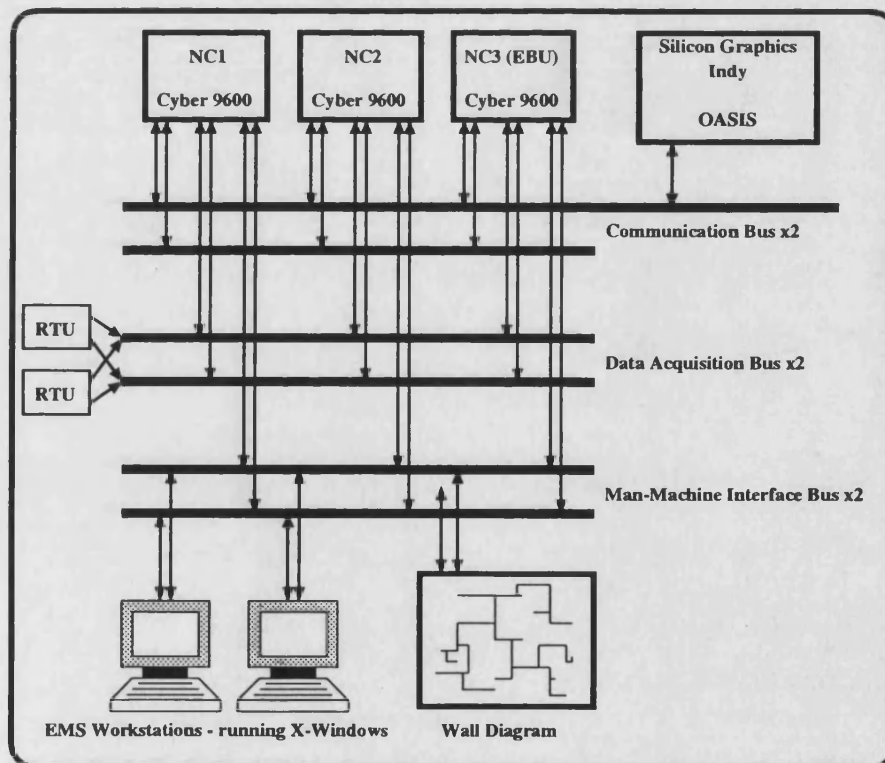 NC1
Cyber 9600
NC2
Cyber 9600
NC3 (EBU)
Cyber 9600
Silicon Graphics
Indy
OASIS
Communication Bus x2
RTU
Data Acquisition Bus x2
RTU
Man-Machine Interface Bus x2
EMS Workstations - running X-Windows
Wall Diagram